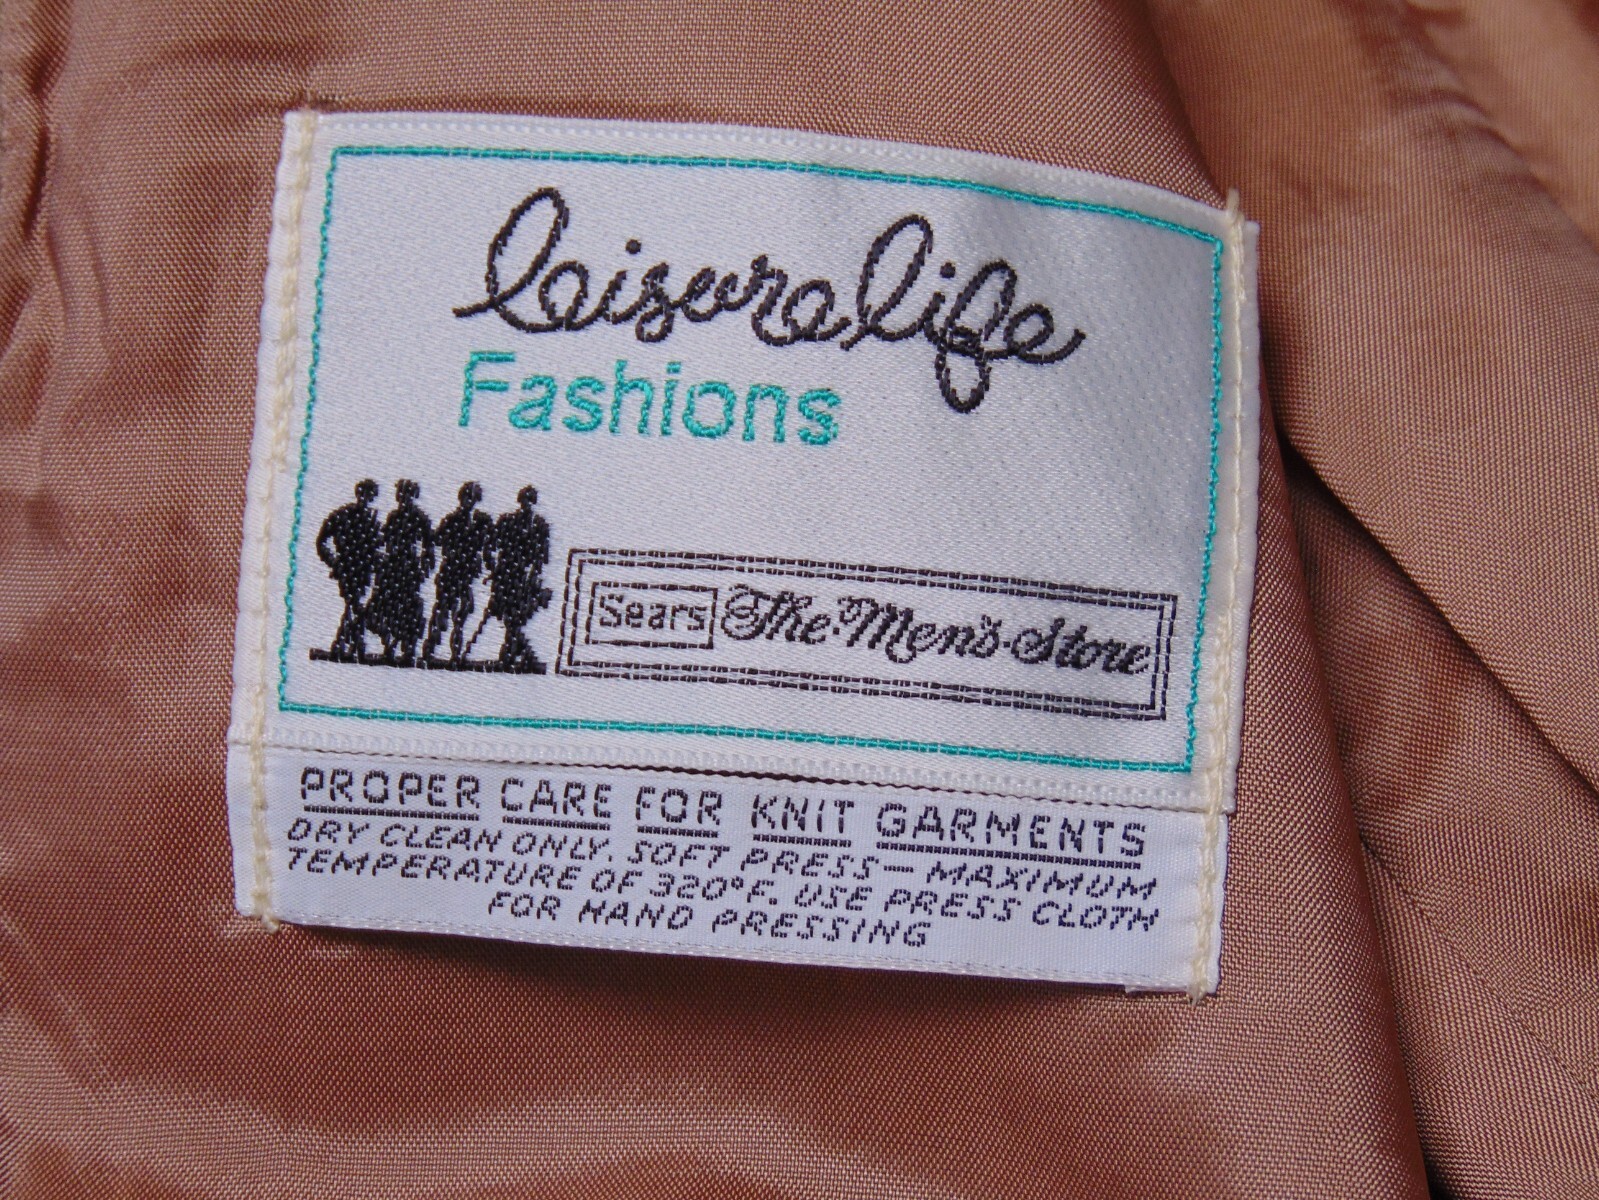 leisure life
Fashions
Sears The Men's Store
PROPER CARE FOR KNIT GARMENTS
DRY CLEAN ONLY. SOFT PRESS—MAXIMUM
TEMPERATURE OF 320°F. USE PRESS CLOTH
FOR HAND PRESSING